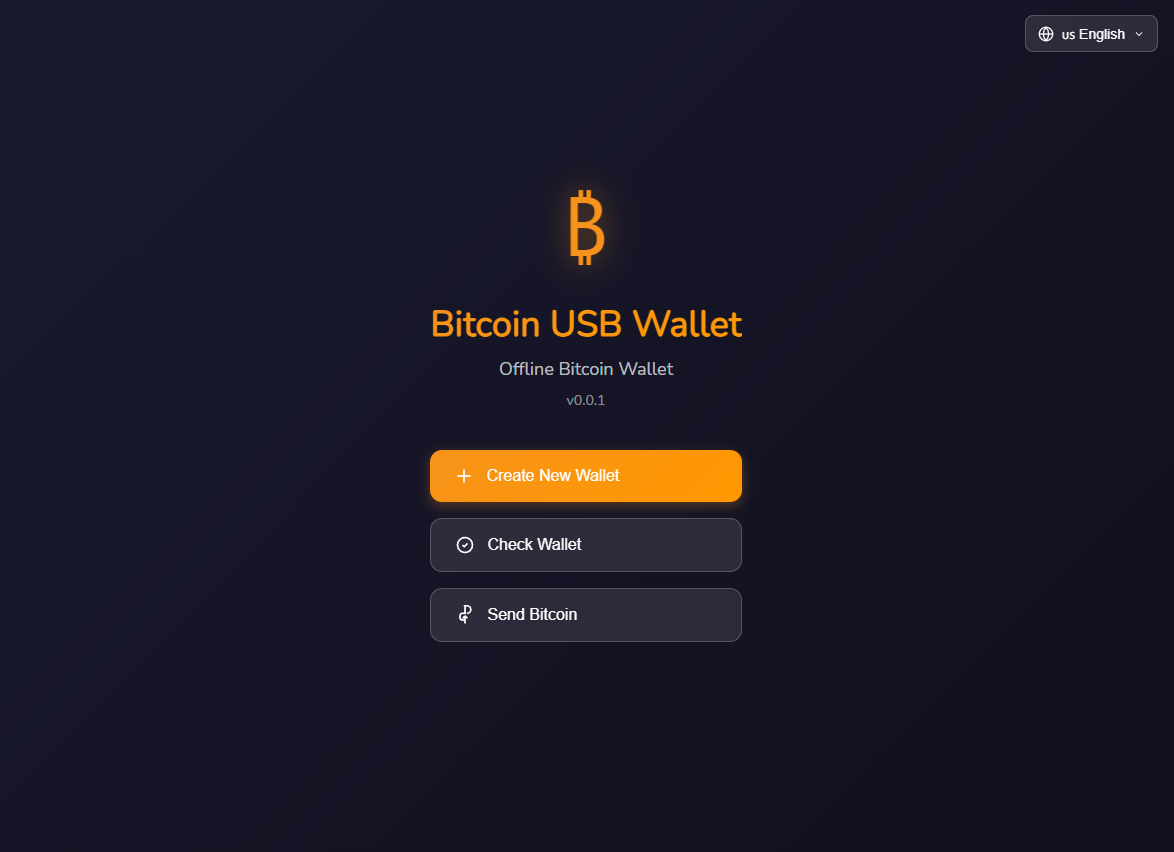 us English
₿
Bitcoin USB Wallet
Offline Bitcoin Wallet
v0.0.1
Create New Wallet
Check Wallet
Send Bitcoin